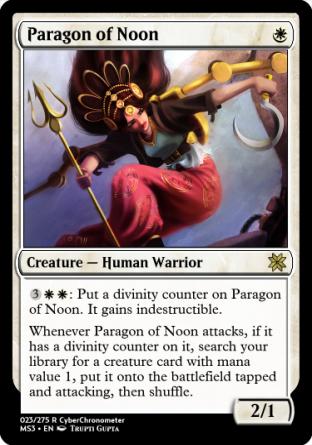 Paragon of Noon
Creature — Human Warrior
3: Put a divinity counter on Paragon
of Noon. It gains indestructible.
Whenever Paragon of Noon attacks, if it
has a divinity counter on it, search your
library for a creature card with mana
value 1, put it onto the battlefield tapped
and attacking, then shuffle.
2/1
023/275 R CyberChronometer
MS3 • EN Trupti Gupta